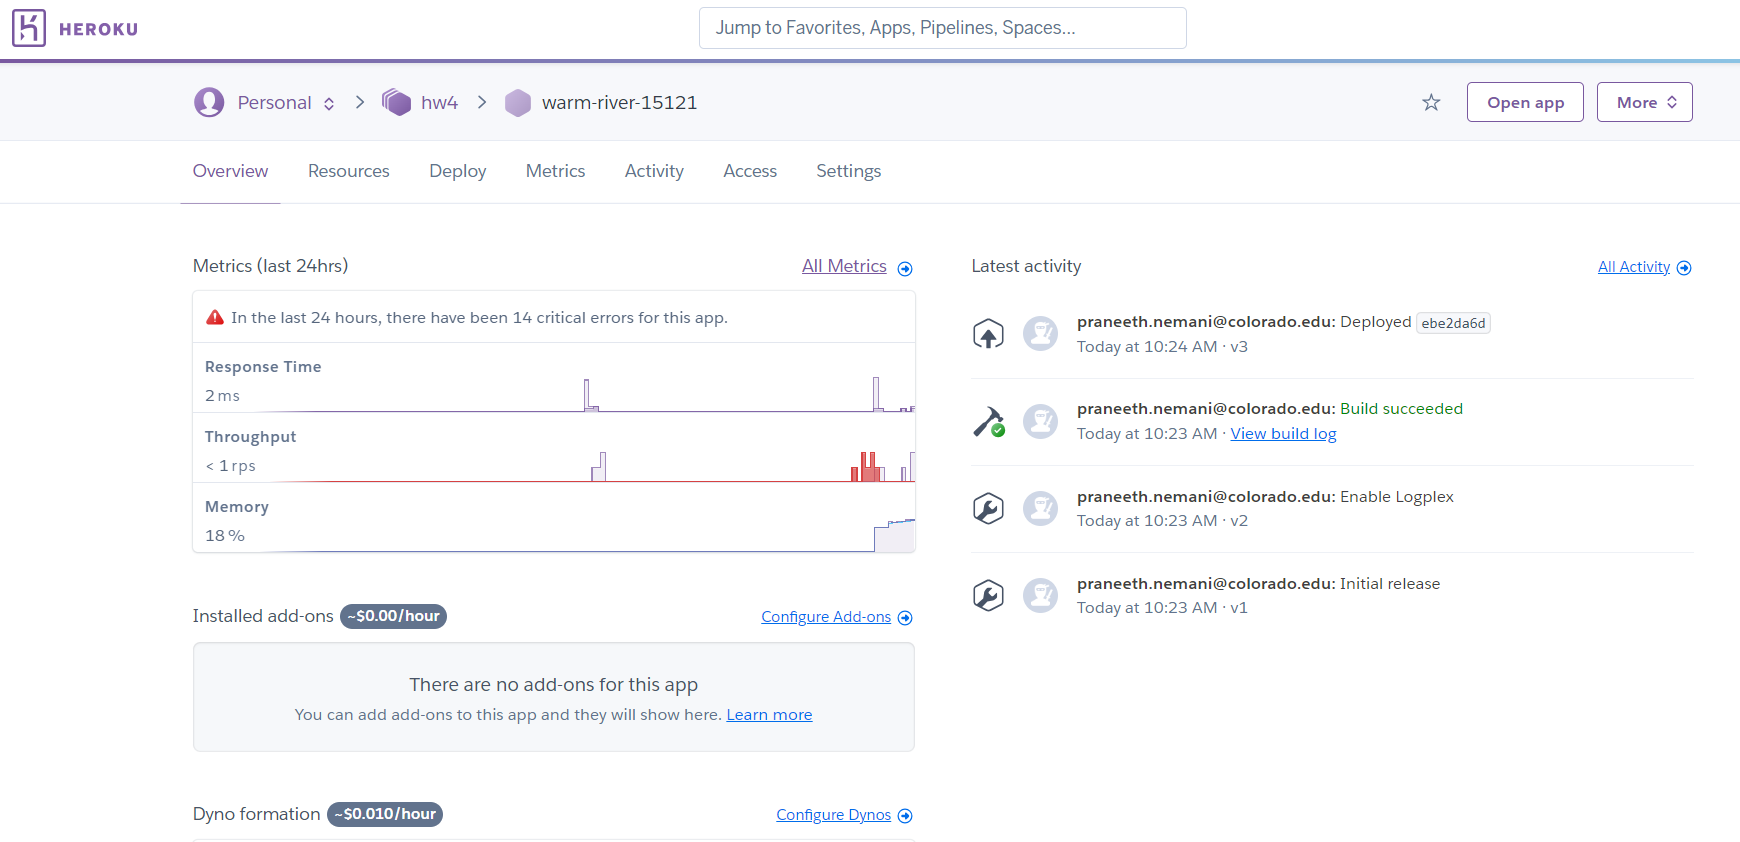 HEROKU
Jump to Favorites, Apps, Pipelines, Spaces...
Personal
hw4
warm-river-15121
Open app
More
Overview
Resources
Deploy
Metrics
Activity
Access
Settings
Metrics (last 24hrs)
All Metrics
In the last 24 hours, there have been 14 critical errors for this app.
Response Time
2 ms
Throughput
< 1 rps
Memory
18 %
Installed add-ons ~$0.00/hour
Configure Add-ons
There are no add-ons for this app
You can add add-ons to this app and they will show here. Learn more
Dyno formation ~$0.010/hour
Configure Dynos
Latest activity
All Activity
praneeth.nemani@colorado.edu: Deployed ebe2da6d
Today at 10:24 AM · v3
praneeth.nemani@colorado.edu: Build succeeded
Today at 10:23 AM · View build log
praneeth.nemani@colorado.edu: Enable Logplex
Today at 10:23 AM · v2
praneeth.nemani@colorado.edu: Initial release
Today at 10:23 AM · v1